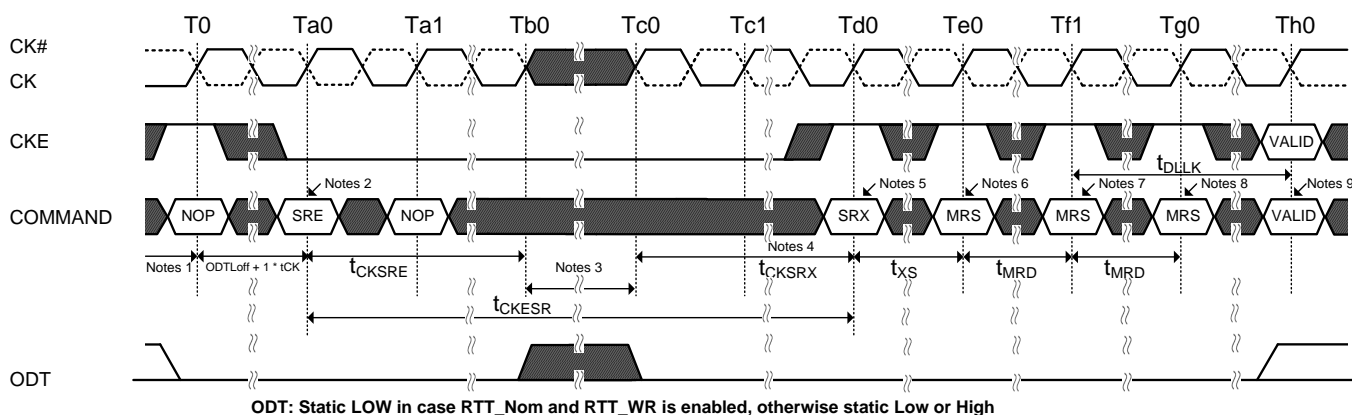 T0 Ta0 Ta1 Tb0 Tc0 Tc1 Td0 Te0 Tf1 Tg0 Th0
CK#
CK
CKE
VALID
tDLLK
Notes 2 Notes 5 Notes 6 Notes 7 Notes 8 Notes 9
COMMAND NOP SRE NOP SRX MRS MRS MRS VALID
Notes 4
Notes 1 ODTLoff + 1 * tCK tCKSRE Notes 3 tCKSRX tXS tMRD tMRD
tCKESR
ODT
ODT: Static LOW in case RTT_Nom and RTT_WR is enabled, otherwise static Low or High